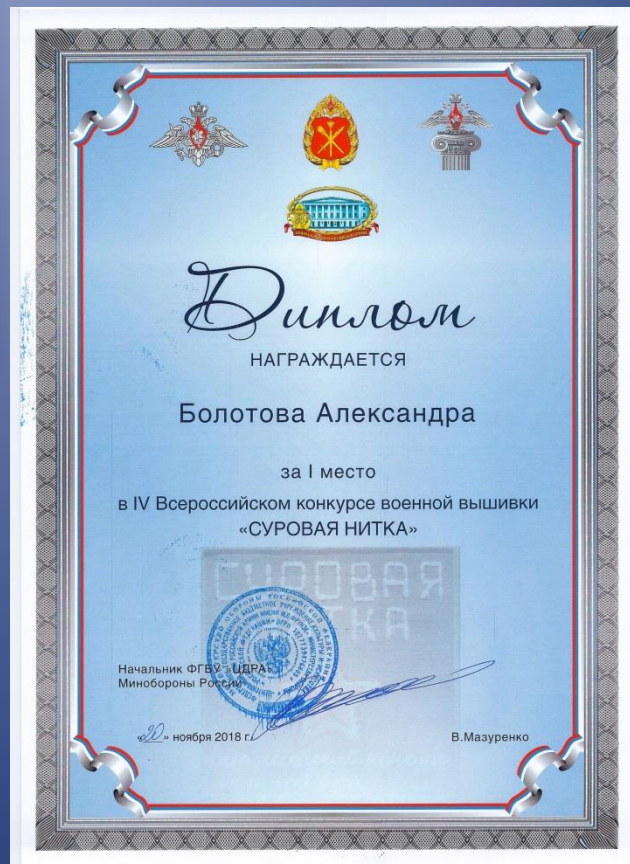 Диплом
НАГРАЖДАЕТСЯ
Болотова Александра
за I место
в IV Всероссийском конкурсе военной вышивки
«СУРОВАЯ НИТКА»
СУРОВАЯ
НИТКА
Начальник ФГБУ «ЦДРА»
Минобороны России
«20» ноября 2018 г.
В.Мазуренко